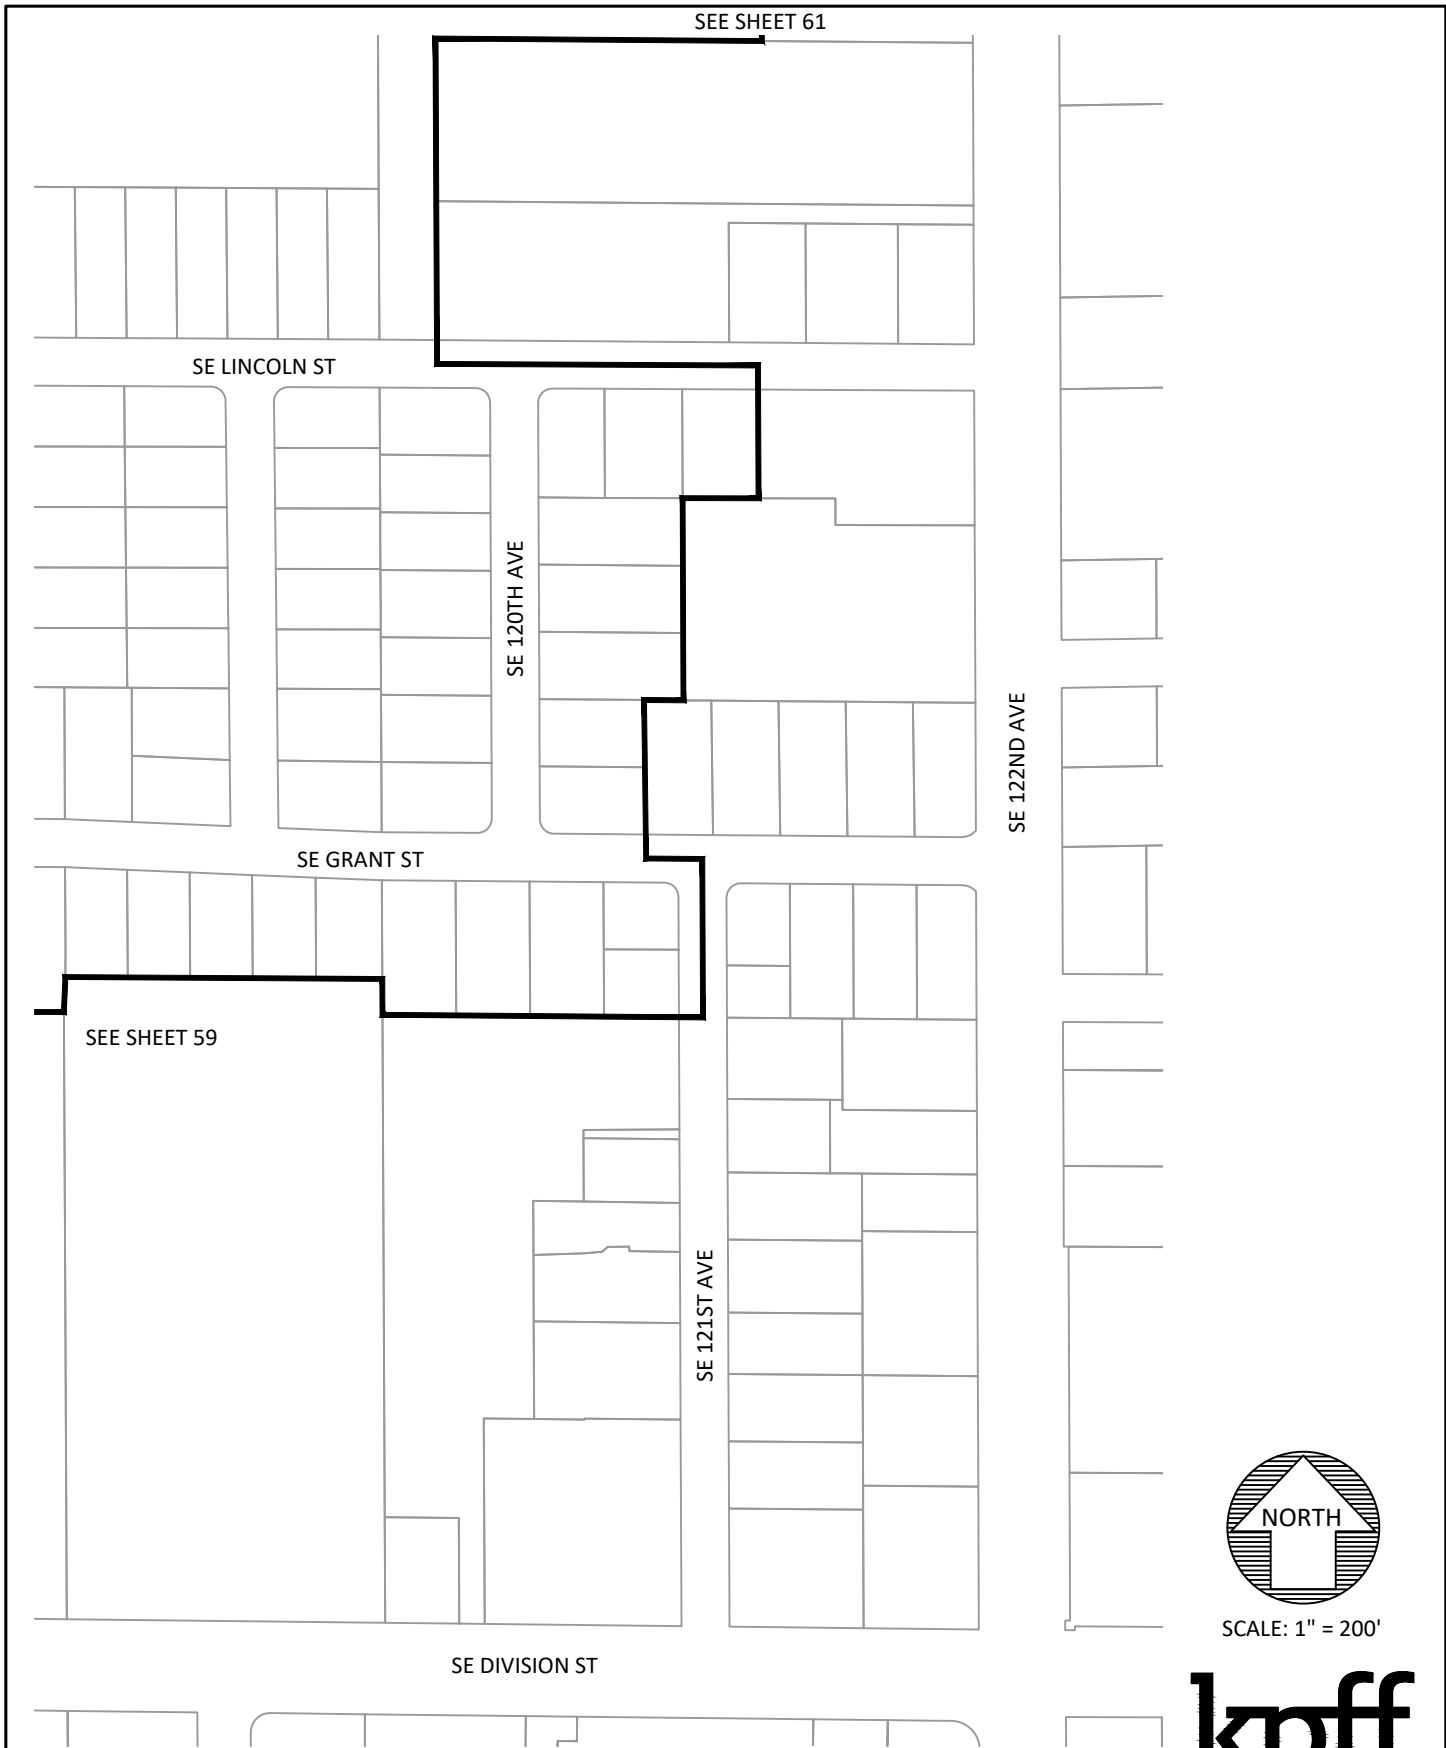 SEE SHEET 61
SE LINCOLN ST
SE 120TH AVE
SE 122ND AVE
SE GRANT ST
SEE SHEET 59
SE 121ST AVE
NORTH
SCALE: 1" = 200'
SE DIVISION ST
kpff